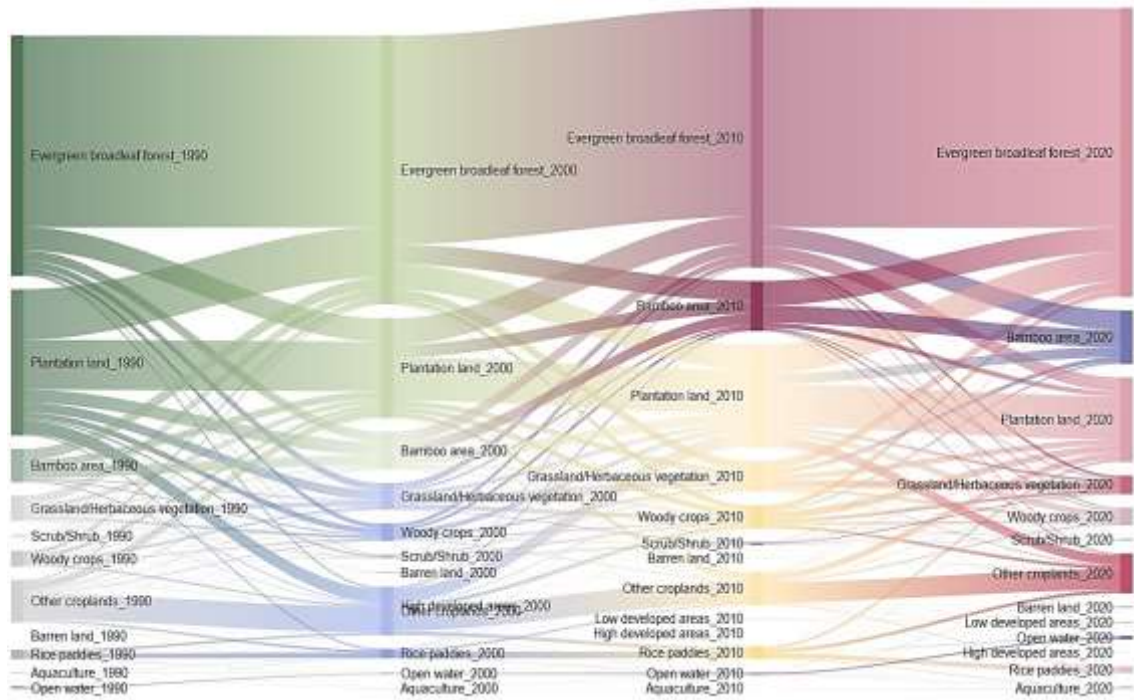 Evergreen broadleaf forest_1990
Plantation land_1990
Bamboo area_1990
Grassland/Herbaceous vegetation_1990
Scrub/Shrub_1990
Woody crops_1990
Other croplands_1990
Barren land_1990
Rice paddies_1990
Aquaculture_1990
Open water_1990
Evergreen broadleaf forest_2000
Plantation land_2000
Bamboo area_2000
Grassland/Herbaceous vegetation_2000
Woody crops_2000
Scrub/Shrub_2000
Barren land_2000
High developed areas_2000
Other croplands_2000
Rice paddies_2000
Open water_2000
Aquaculture_2000
Evergreen broadleaf forest_2010
Bamboo area_2010
Plantation land_2010
Grassland/Herbaceous vegetation_2010
Woody crops_2010
Scrub/Shrub_2010
Barren land_2010
Other croplands_2010
Low developed areas_2010
High developed areas_2010
Rice paddies_2010
Open water_2010
Aquaculture_2010
Evergreen broadleaf forest_2020
Bamboo area_2020
Plantation land_2020
Grassland/Herbaceous vegetation_2020
Woody crops_2020
Scrub/Shrub_2020
Other croplands_2020
Barren land_2020
Low developed areas_2020
Open water_2020
High developed areas_2020
Rice paddies_2020
Aquaculture_2020